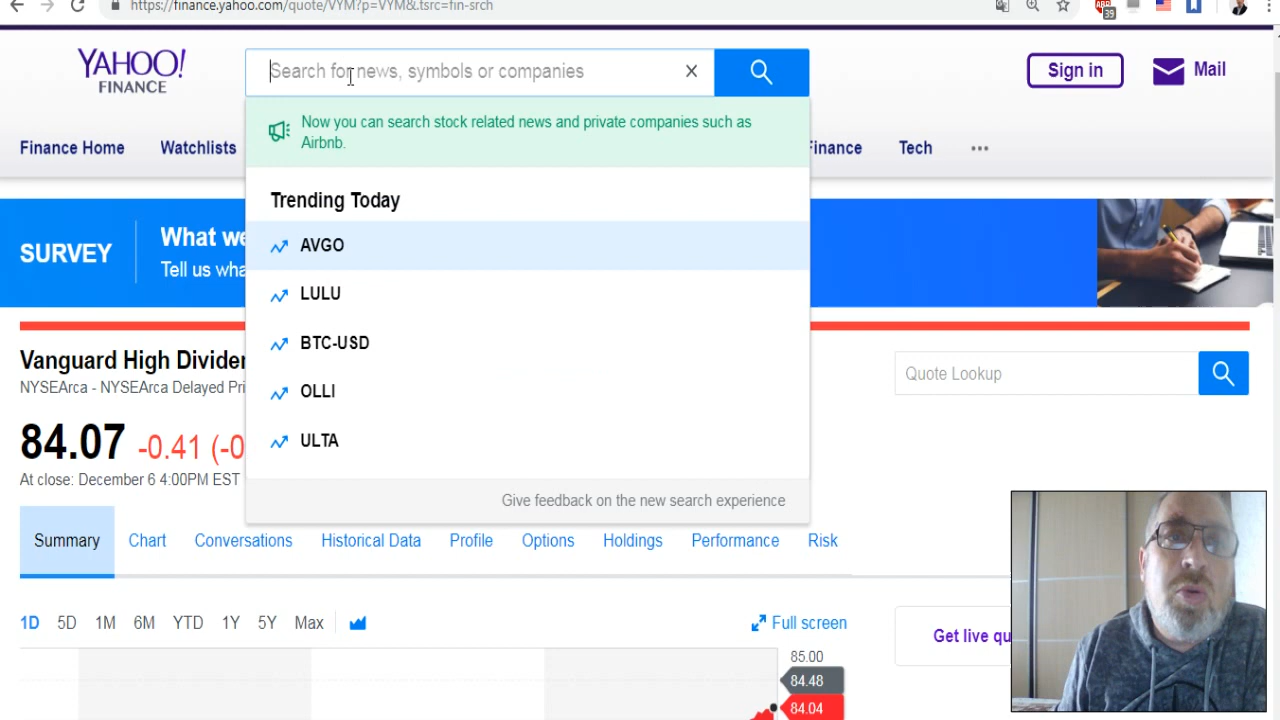 https://finance.yahoo.com/quote/VYM?p=VYM&.tsrc=fin-srch
ABP
39
YAHOO!
FINANCE
Search for news, symbols or companies
Sign in
Mail
Now you can search stock related news and private companies such as
Airbnb.
Finance Home
Watchlists
Finance
Tech
Trending Today
SURVEY
What we
Tell us wha
AVGO
LULU
BTC-USD
OLLI
ULTA
Give feedback on the new search experience
Vanguard High Dividen
NYSEArca - NYSEArca Delayed Pri
Quote Lookup
84.07 -0.41 (-0
At close: December 6 4:00PM EST
Summary
Chart
Conversations
Historical Data
Profile
Options
Holdings
Performance
Risk
1D 5D 1M 6M YTD 1Y 5Y Max
Full screen
Get live qu
85.00
84.48
84.04